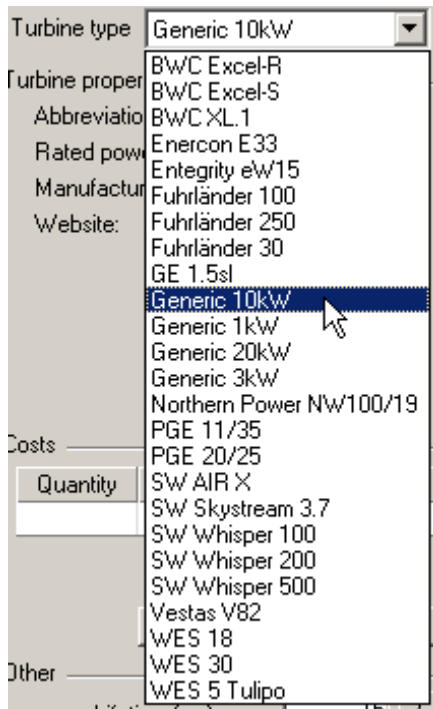 Turbine type Generic 10kW
BWC Excel-R
Turbine proper
BWC Excel-S
Abbreviatio
BWC XL.1
Enercon E33
Rated pow
Entegrity eW15
Manufactur
Fuhrländer 100
Website:
Fuhrländer 250
Fuhrländer 30
GE 1.5sl
Generic 10kW
Generic 1kW
Generic 20kW
Generic 3kW
Northern Power NW100/19
Costs
PGE 11/35
PGE 20/25
Quantity
SW AIR X
SW Skystream 3.7
SW Whisper 100
SW Whisper 200
SW Whisper 500
Vestas V82
WES 18
Other
WES 30
WES 5 Tulipo